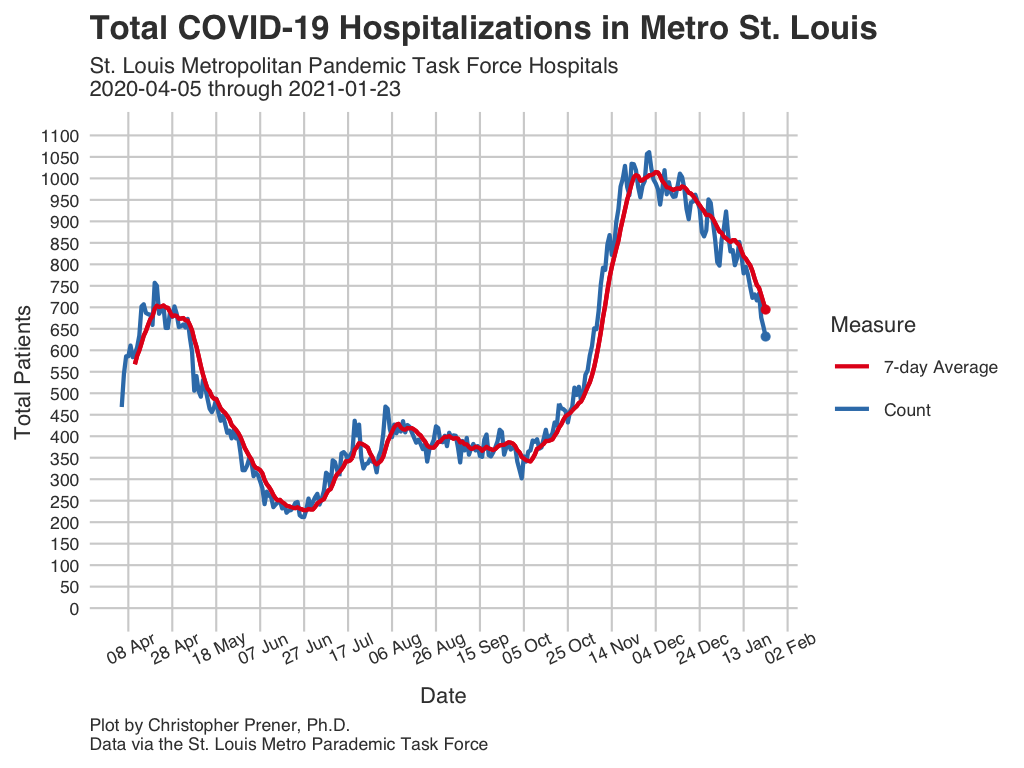 Total COVID-19 Hospitalizations in Metro St. Louis
St. Louis Metropolitan Pandemic Task Force Hospitals
2020-04-05 through 2021-01-23
Total Patients
1100
1050
1000
950
900
850
800
750
700
650
600
550
500
450
400
350
300
250
200
150
100
50
0
08 Apr
28 Apr
18 May
07 Jun
27 Jun
17 Jul
06 Aug
26 Aug
15 Sep
05 Oct
25 Oct
14 Nov
04 Dec
24 Dec
13 Jan
02 Feb
Date
Measure
7-day Average
Count
Plot by Christopher Prener, Ph.D.
Data via the St. Louis Metro Parademic Task Force